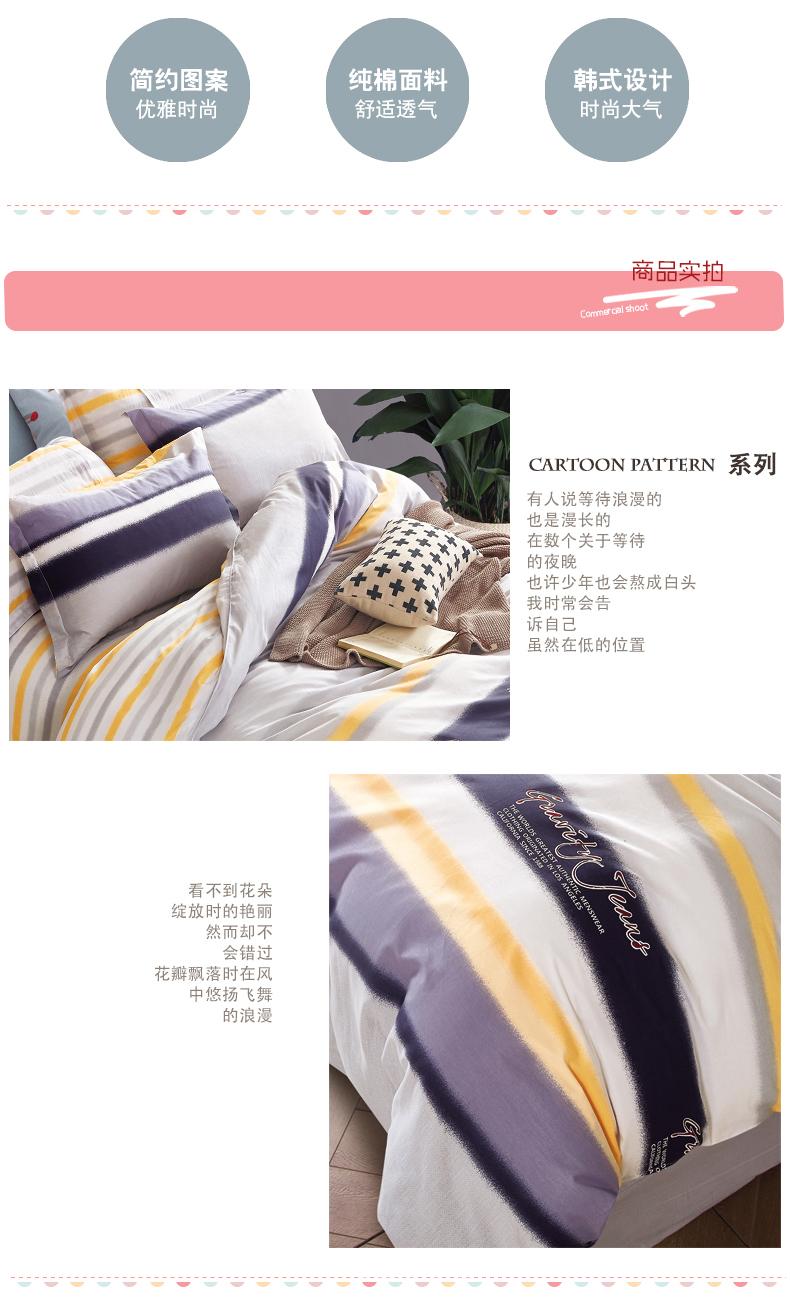 简约图案
优雅时尚
纯棉面料
舒适透气
韩式设计
时尚大气
商品实拍
Commercial shoot
CARTOON PATTERN 系列
有人说等待浪漫的
也是漫长的
在数个关于等待
的夜晚
也许少年也会熬成白头
我时常会告
诉自己
虽然在低的位置
看不到花朵
绽放时的艳丽
然而却不
会错过
花瓣飘落时在风
中悠扬飞舞
的浪漫
Gravity Jeans
THE WORLDS GREATEST AUTHENTIC MENSWEAR
CLOTHING ORIGINATED IN LOS ANGELES
CALIFORNIA SINCE 1988